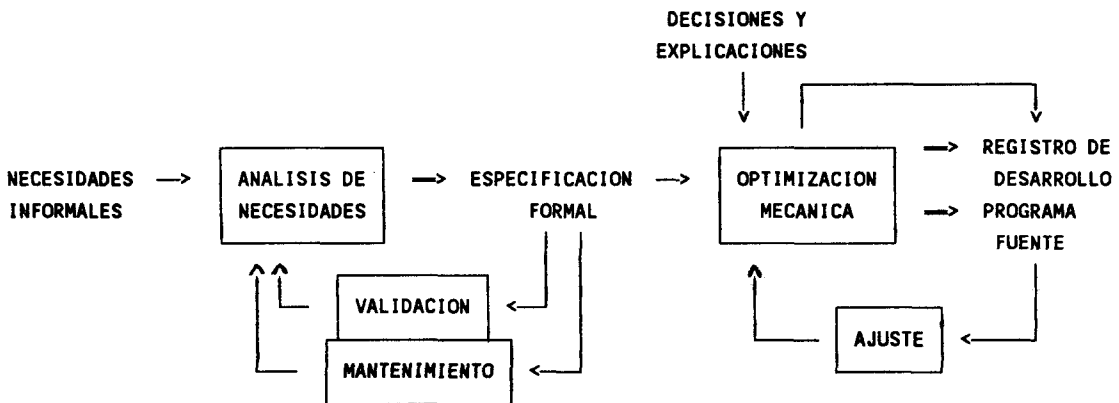 DECISIONES Y
EXPLICACIONES
NECESIDADES
INFORMALES
ANALISIS DE
NECESIDADES
ESPECIFICACION
FORMAL
OPTIMIZACION
MECANICA
REGISTRO DE
DESARROLLO
PROGRAMA
FUENTE
VALIDACION
MANTENIMIENTO
AJUSTE